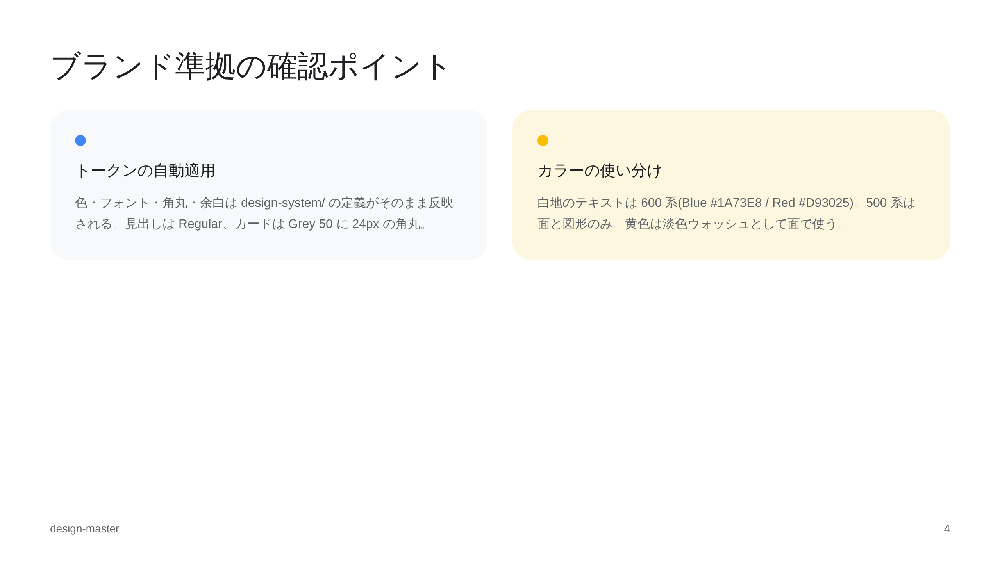 ブランド準拠の確認ポイント
トークンの自動適用
色・フォント・角丸・余白は design-system/ の定義がそのまま反映
される。見出しは Regular、カードは Grey 50 に 24px の角丸。
カラーの使い分け
白地のテキストは 600 系(Blue #1A73E8 / Red #D93025)。500 系は
面と図形のみ。黄色は淡色ウォッシュとして面で使う。
design-master
4